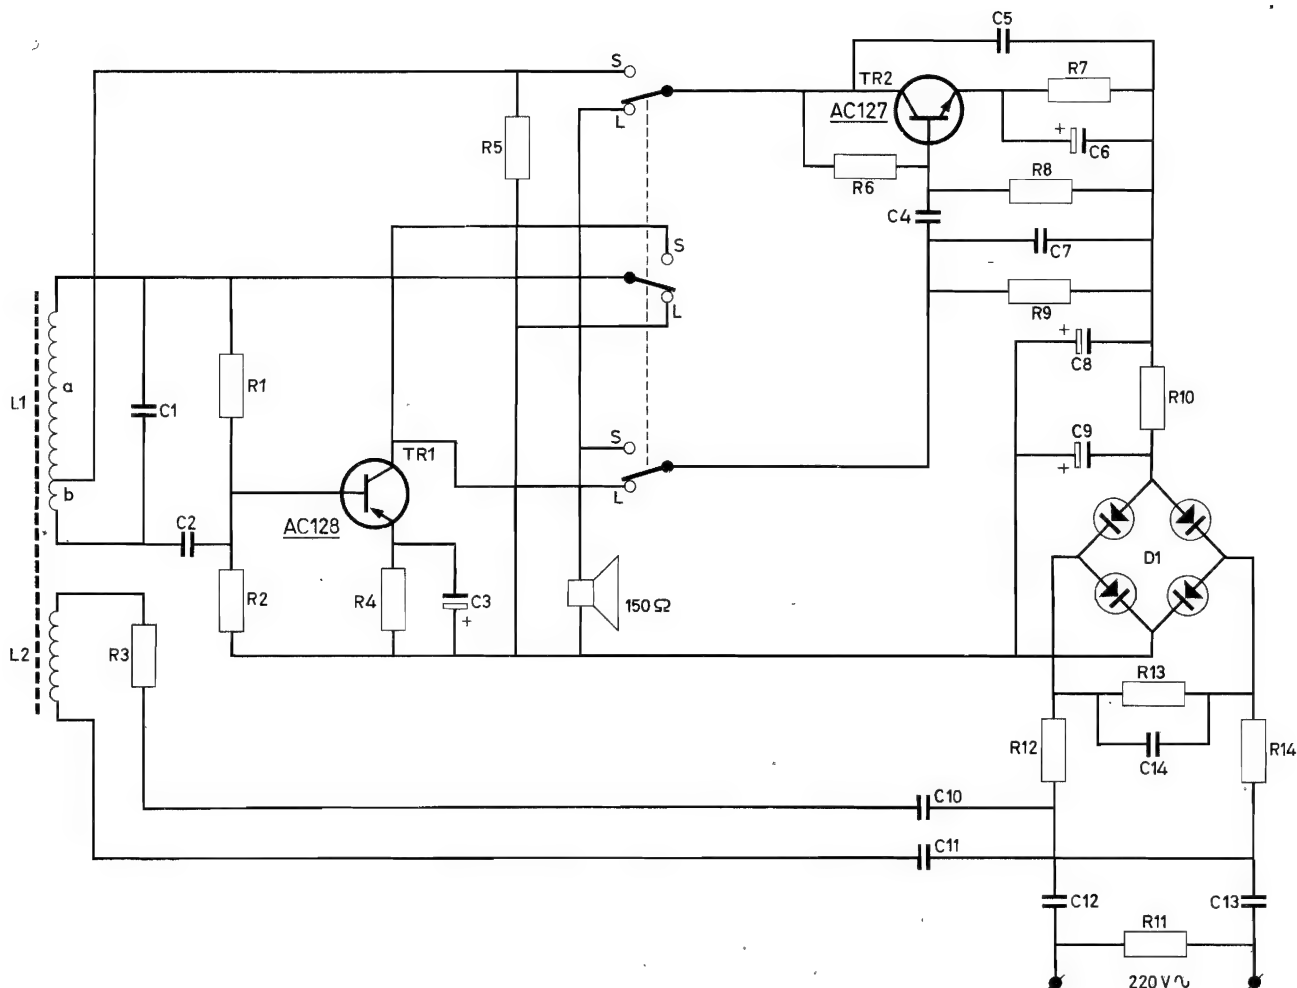 C5
S
TR2
R7
AC127
L
+
C6
R5
R6
R8
C4
S
C7
L
R9
+
C8
L1
a
R1
C1
R10
S
C9
+
TR1
b
L
C2
AC128
D1
R2
R4
C3
+
150 Ω
L2
R3
R13
R12
R14
C14
C10
C11
C12
C13
R11
220 V ∿